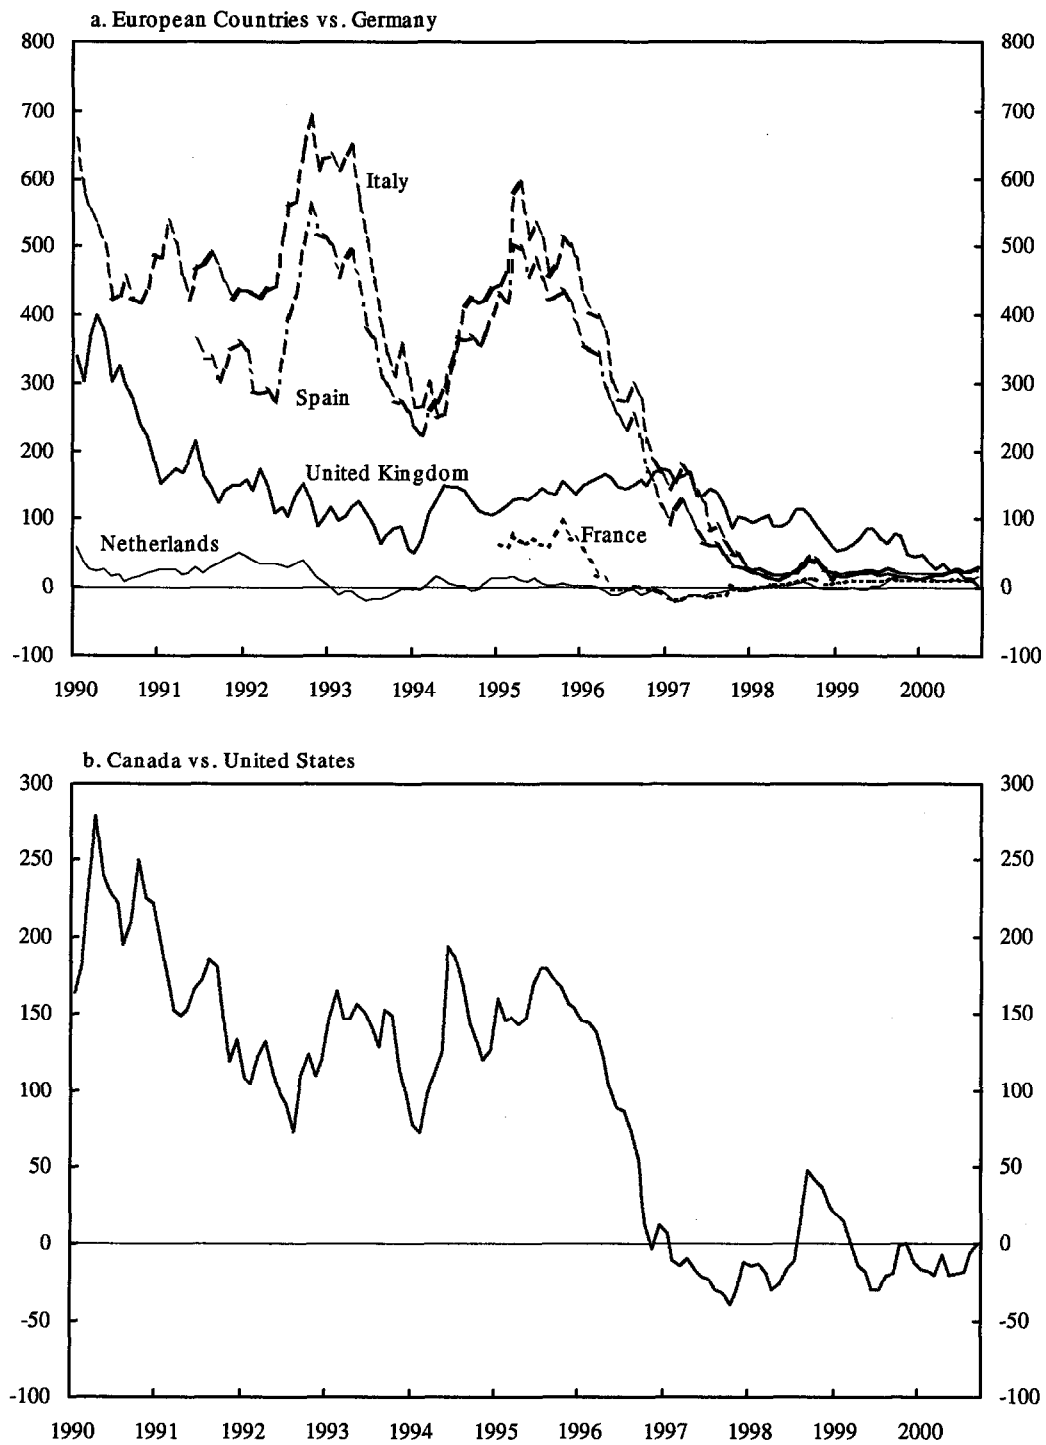 a. European Countries vs. Germany
800 800
700 700
600 Italy 600
500 500
400 400
300 Spain 300
200 200
United Kingdom
100 100
Netherlands France
0 0
-100 -100
1990 1991 1992 1993 1994 1995 1996 1997 1998 1999 2000
b. Canada vs. United States
300 300
250 250
200 200
150 150
100 100
50 50
0 0
-50 -50
-100 -100
1990 1991 1992 1993 1994 1995 1996 1997 1998 1999 2000